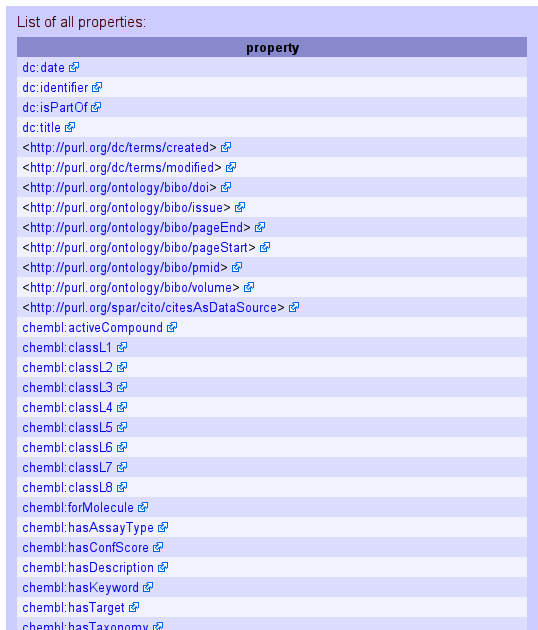 List of all properties:
property
dc:date
dc:identifier
dc:isPartOf
dc:title
<http://purl.org/dc/terms/created>
<http://purl.org/dc/terms/modified>
<http://purl.org/ontology/bibo/doi>
<http://purl.org/ontology/bibo/issue>
<http://purl.org/ontology/bibo/pageEnd>
<http://purl.org/ontology/bibo/pageStart>
<http://purl.org/ontology/bibo/pmid>
<http://purl.org/ontology/bibo/volume>
<http://purl.org/spar/cito/citesAsDataSource>
chembl:activeCompound
chembl:classL1
chembl:classL2
chembl:classL3
chembl:classL4
chembl:classL5
chembl:classL6
chembl:classL7
chembl:classL8
chembl:forMolecule
chembl:hasAssayType
chembl:hasConfScore
chembl:hasDescription
chembl:hasKeyword
chembl:hasTarget
chembl:hasTaxonomy